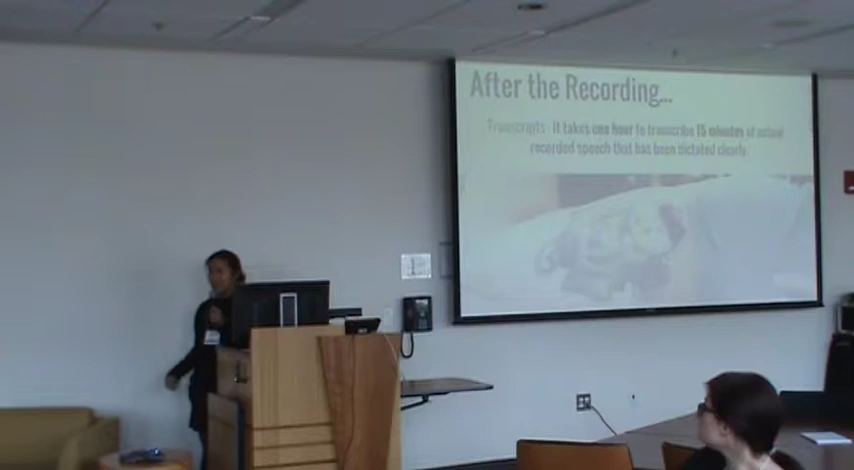 After the Recording...
Transcripts - it takes one hour to transcribe 15 minutes of actual
recorded speech that has been dictated clearly.